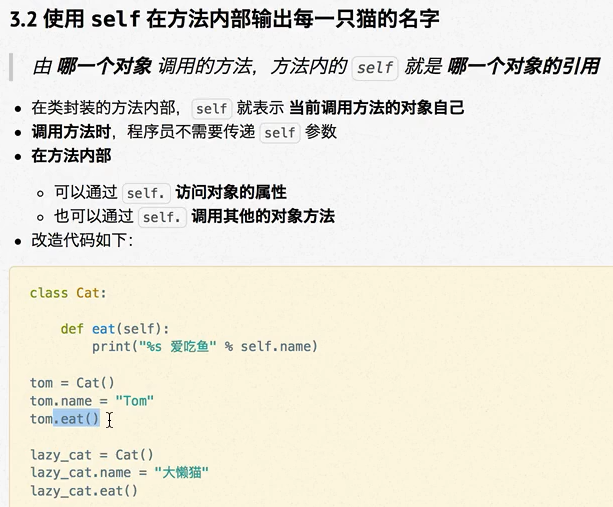 3.2 使用 self 在方法内部输出每一只猫的名字
由 哪一个对象 调用的方法，方法内的 self 就是 哪一个对象的引用
• 在类封装的方法内部， self 就表示 当前调用方法的对象自己
• 调用方法时，程序员不需要传递 self 参数
• 在方法内部
◦ 可以通过 self. 访问对象的属性
◦ 也可以通过 self. 调用其他的对象方法
• 改造代码如下：
class Cat:
    def eat(self):
        print("%s 爱吃鱼" % self.name)
tom = Cat()
tom.name = "Tom"
tom.eat()
lazy_cat = Cat()
lazy_cat.name = "大懒猫"
lazy_cat.eat()